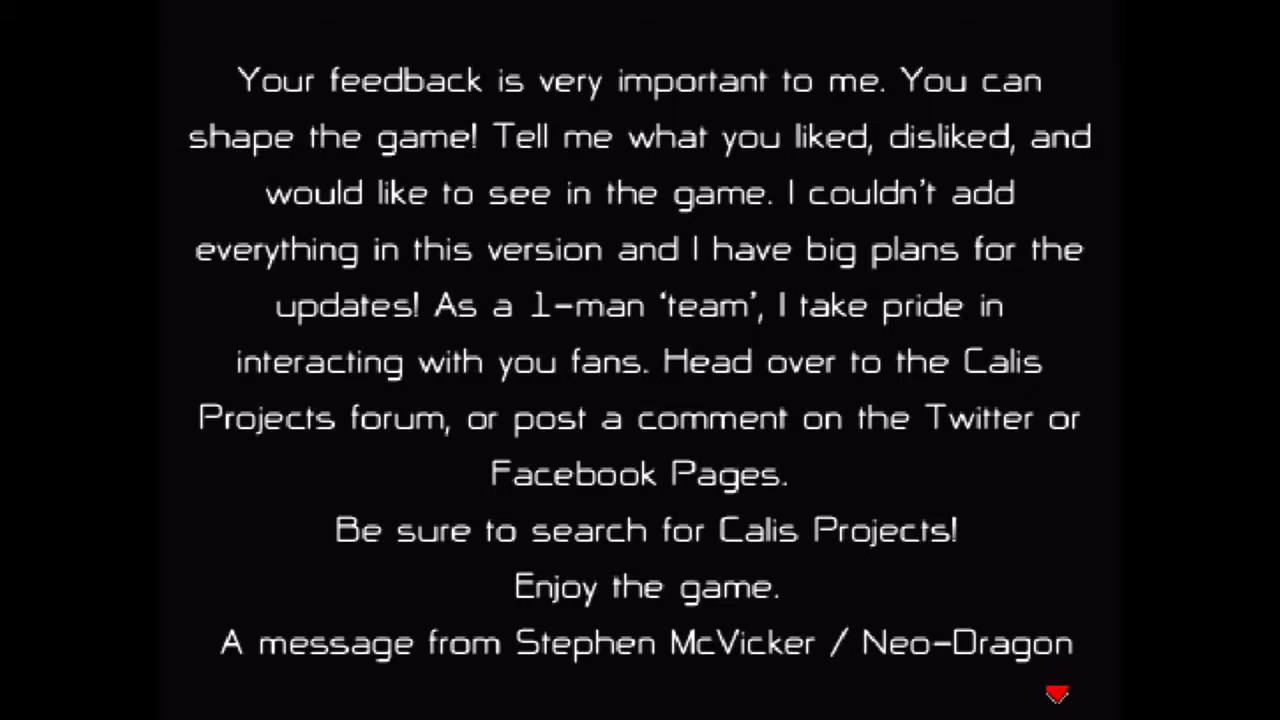 Your feedback is very important to me. You can
shape the game! Tell me what you liked, disliked, and
would like to see in the game. I couldn't add
everything in this version and I have big plans for the
updates! As a 1-man 'team', I take pride in
interacting with you fans. Head over to the Calis
Projects forum, or post a comment on the Twitter or
Facebook Pages.
Be sure to search for Calis Projects!
Enjoy the game.
A message from Stephen McVicker / Neo-Dragon